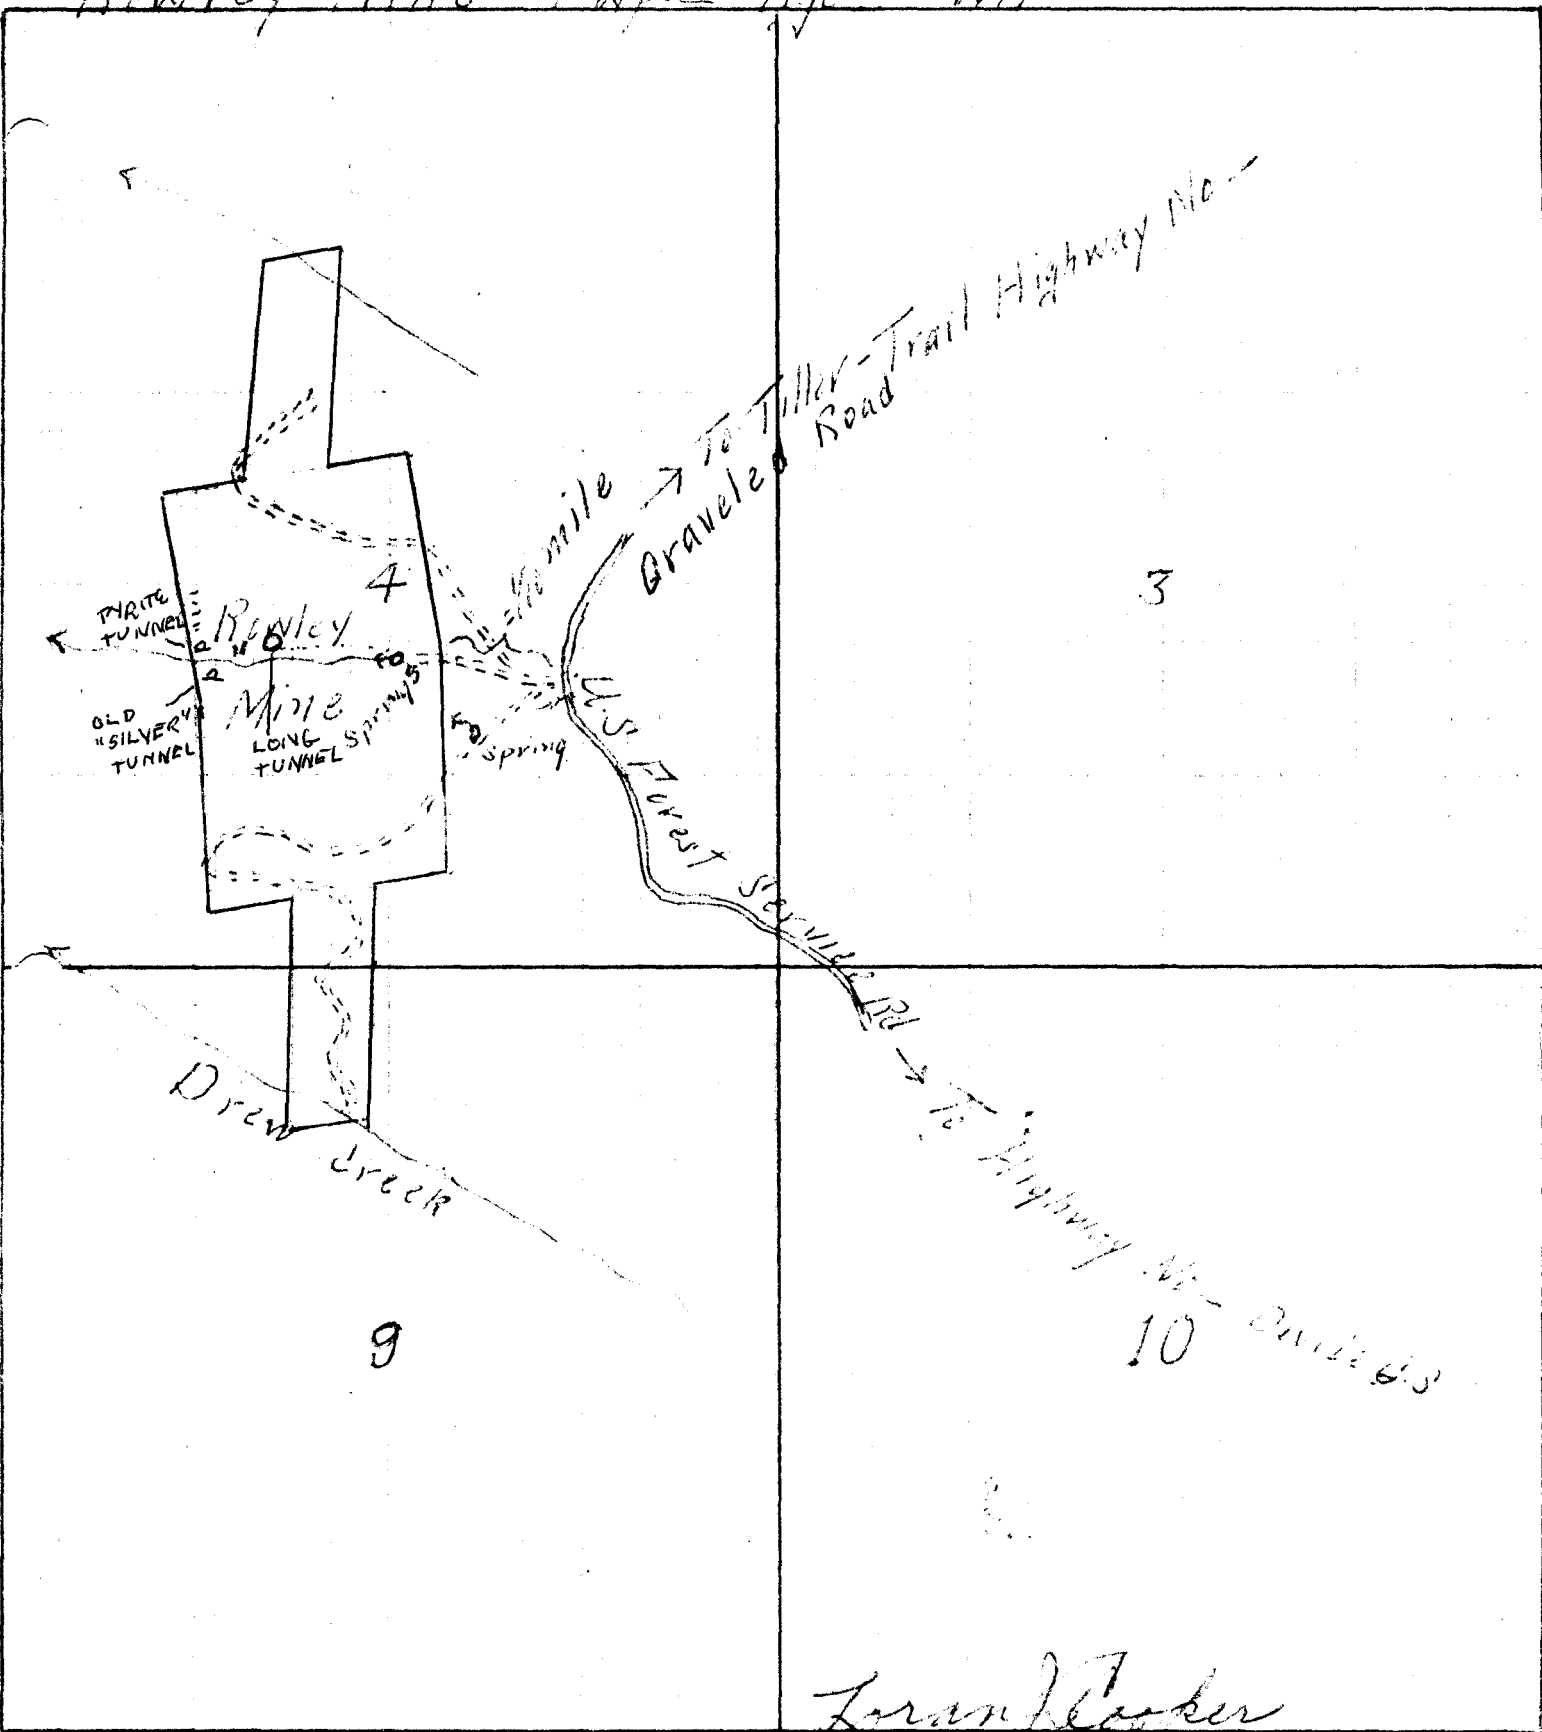 To Tiller-Trail Highway No-
Graveled Road
mile
4
3
PYRITE
TUNNEL
Rowley
Mine
OLD
"SILVER"
TUNNEL
LONG
TUNNEL
Springs
Spring
U.S. Forest Service Rd
To Highway No-
Drew Creek
9
10